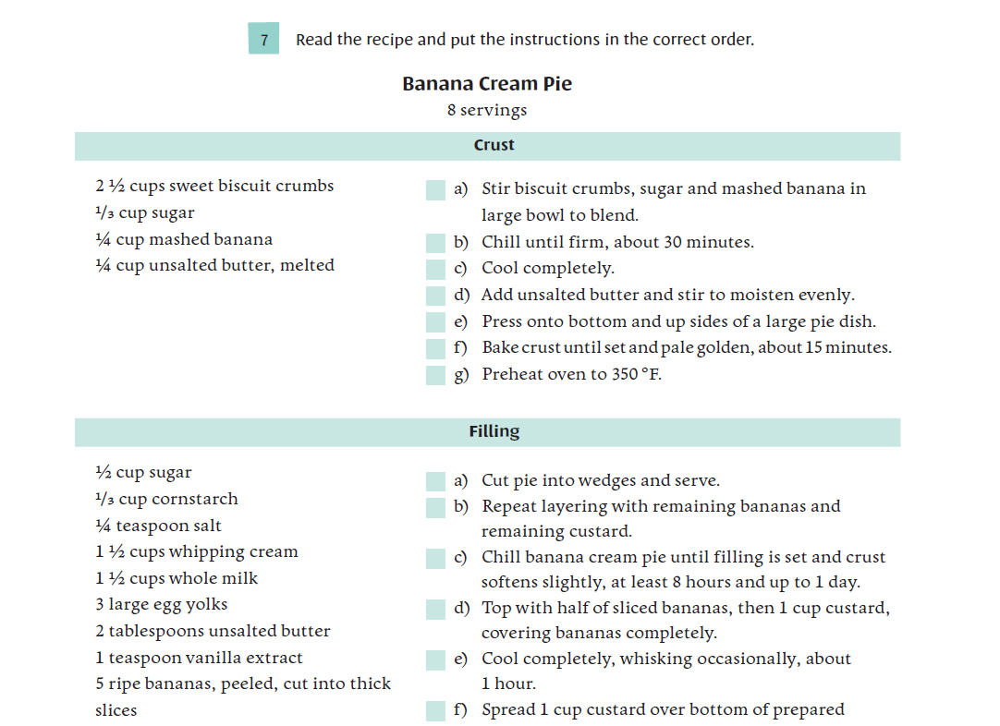 7 Read the recipe and put the instructions in the correct order.
Banana Cream Pie
8 servings
Crust
2 ½ cups sweet biscuit crumbs
⅓ cup sugar
¼ cup mashed banana
¼ cup unsalted butter, melted
a) Stir biscuit crumbs, sugar and mashed banana in
large bowl to blend.
b) Chill until firm, about 30 minutes.
c) Cool completely.
d) Add unsalted butter and stir to moisten evenly.
e) Press onto bottom and up sides of a large pie dish.
f) Bake crust until set and pale golden, about 15 minutes.
g) Preheat oven to 350 °F.
Filling
½ cup sugar
⅓ cup cornstarch
¼ teaspoon salt
1 ½ cups whipping cream
1 ½ cups whole milk
3 large egg yolks
2 tablespoons unsalted butter
1 teaspoon vanilla extract
5 ripe bananas, peeled, cut into thick
slices
a) Cut pie into wedges and serve.
b) Repeat layering with remaining bananas and
remaining custard.
c) Chill banana cream pie until filling is set and crust
softens slightly, at least 8 hours and up to 1 day.
d) Top with half of sliced bananas, then 1 cup custard,
covering bananas completely.
e) Cool completely, whisking occasionally, about
1 hour.
f) Spread 1 cup custard over bottom of prepared